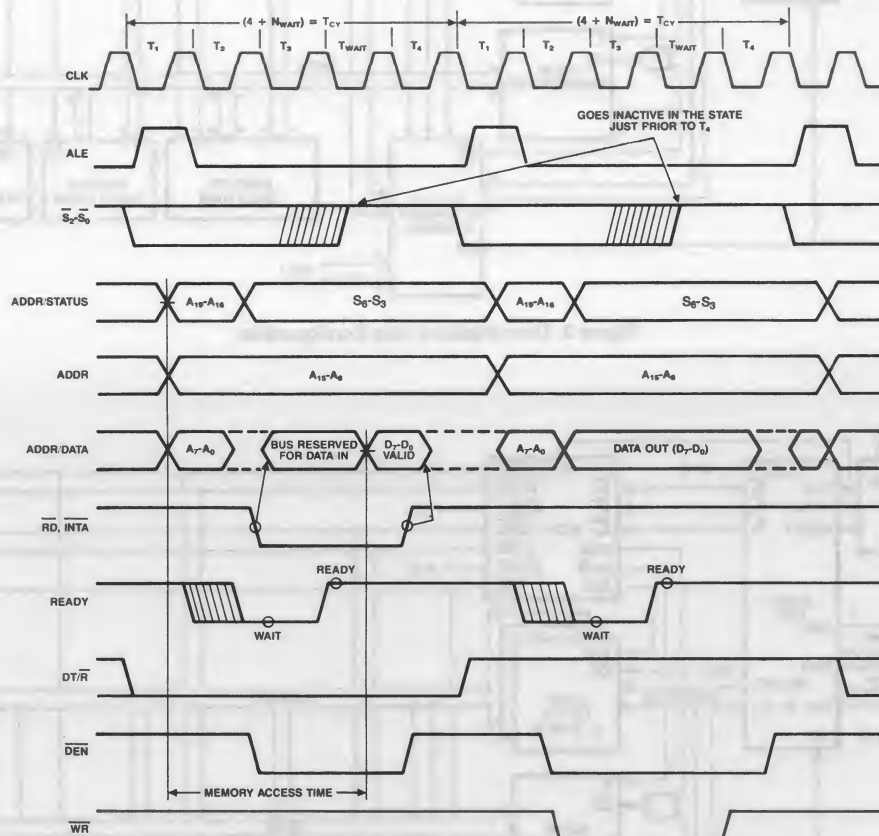 (4 + NWAIT) = TCY (4 + NWAIT) = TCY
T1 T2 T3 TWAIT T4 T1 T2 T3 TWAIT T4
CLK
GOES INACTIVE IN THE STATE
JUST PRIOR TO T4
ALE
S2-S0
ADDR/STATUS A19-A16 S6-S3 A19-A16 S6-S3
ADDR A15-A8 A15-A8
ADDR/DATA A7-A0 BUS RESERVED
FOR DATA IN D7-D0
VALID A7-A0 DATA OUT (D7-D0)
RD, INTA
READY READY
READY
WAIT WAIT
DT/R
DEN
MEMORY ACCESS TIME
WR